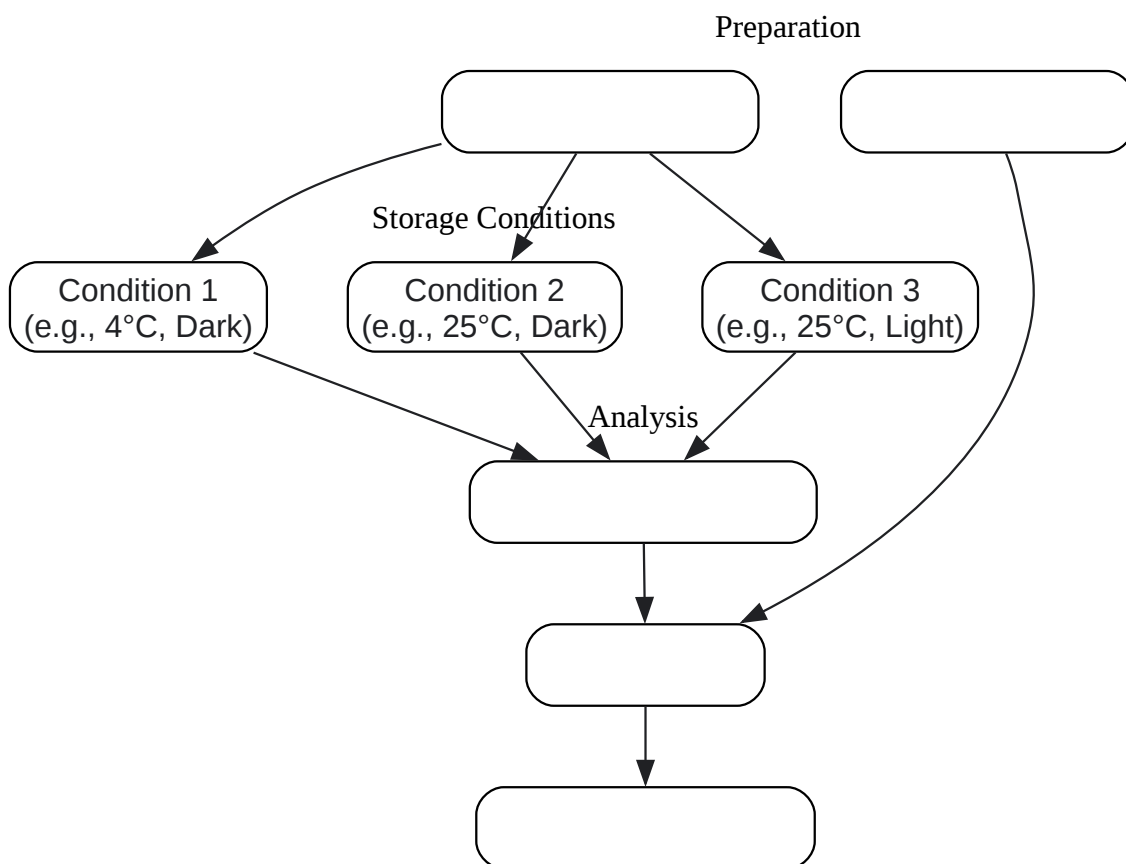 Preparation
Storage Conditions
Condition 1
(e.g., 4°C, Dark)
Condition 2
(e.g., 25°C, Dark)
Condition 3
(e.g., 25°C, Light)
Analysis